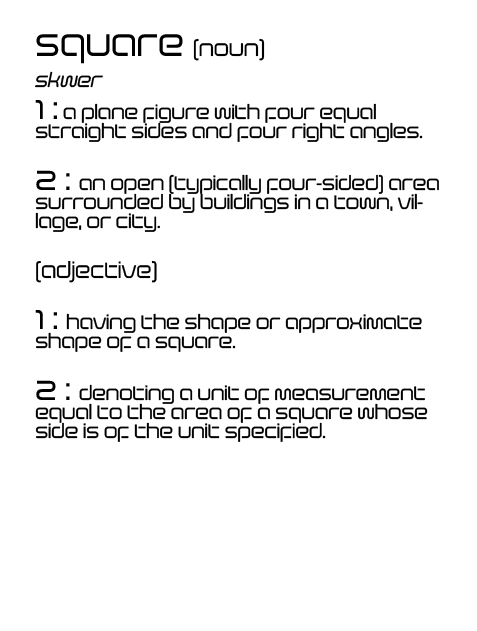 square (noun)
skwer
1 : a plane figure with four equal
straight sides and four right angles.
2 : an open (typically four-sided) area
surrounded by buildings in a town, vil-
lage, or city.
(adjective)
1 : having the shape or approximate
shape of a square.
2 : denoting a unit of measurement
equal to the area of a square whose
side is of the unit specified.